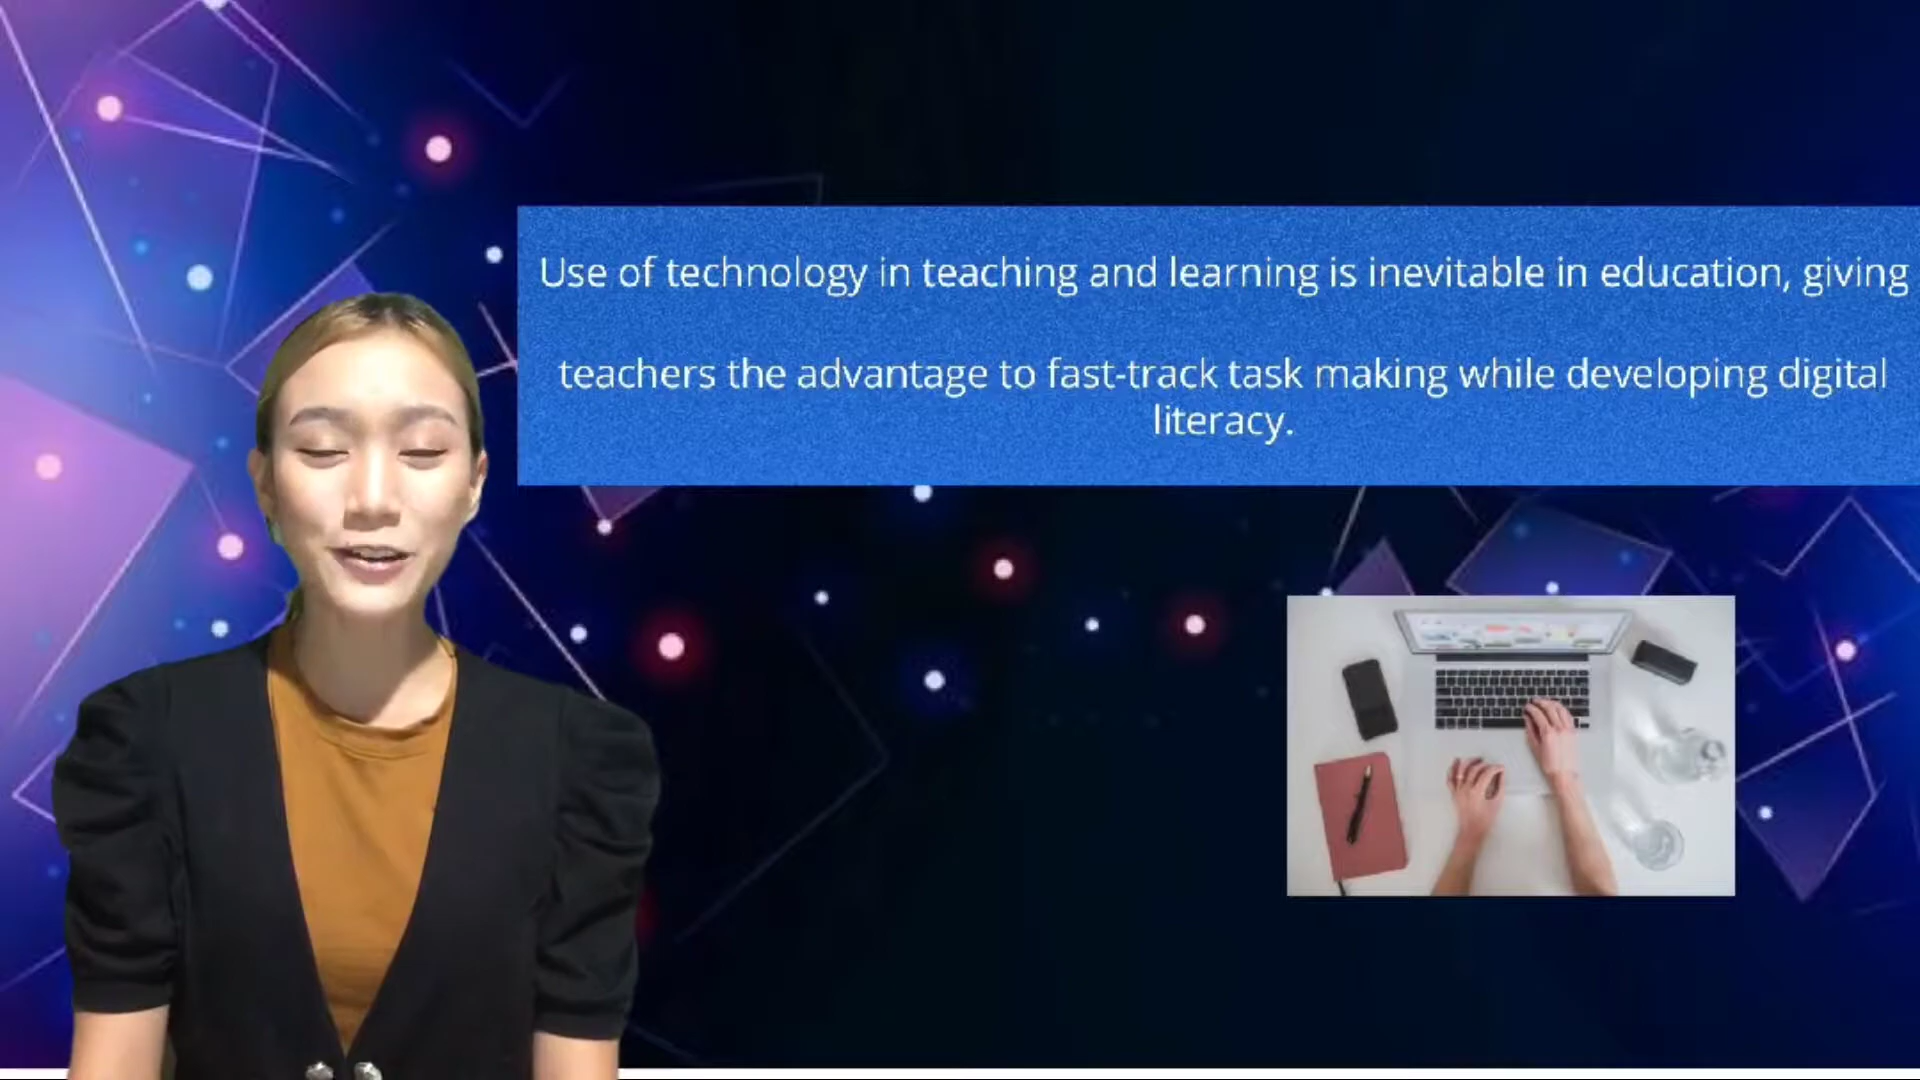 Use of technology in teaching and learning is inevitable in education, giving
teachers the advantage to fast-track task making while developing digital
literacy.